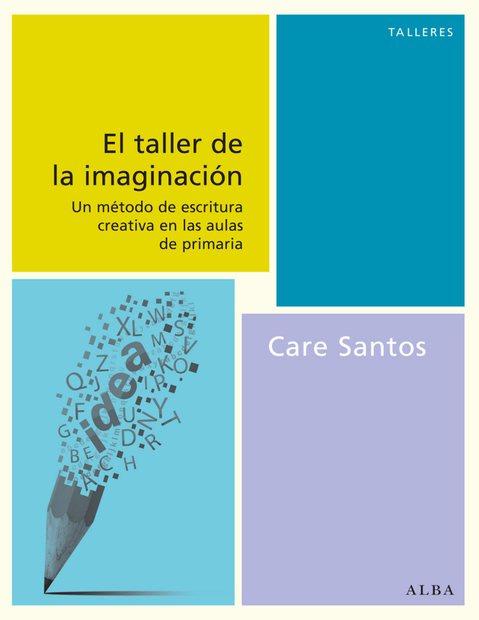 TALLERES
El taller de
la imaginación
Un método de escritura
creativa en las aulas
de primaria
Care Santos
idea
ALBA